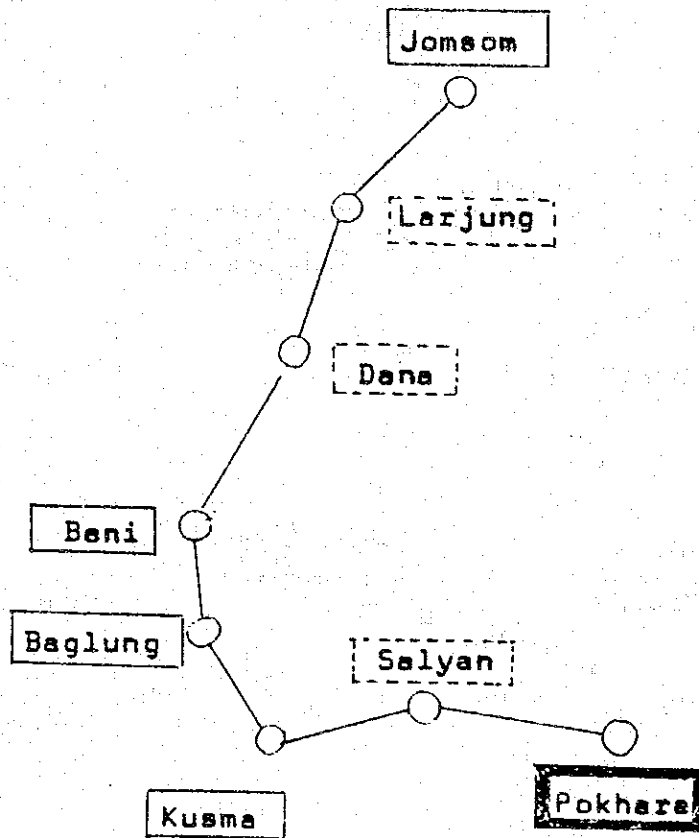 Jomsom
Larjung
Dana
Beni
Baglung
Salyan
Kusma
Pokhara